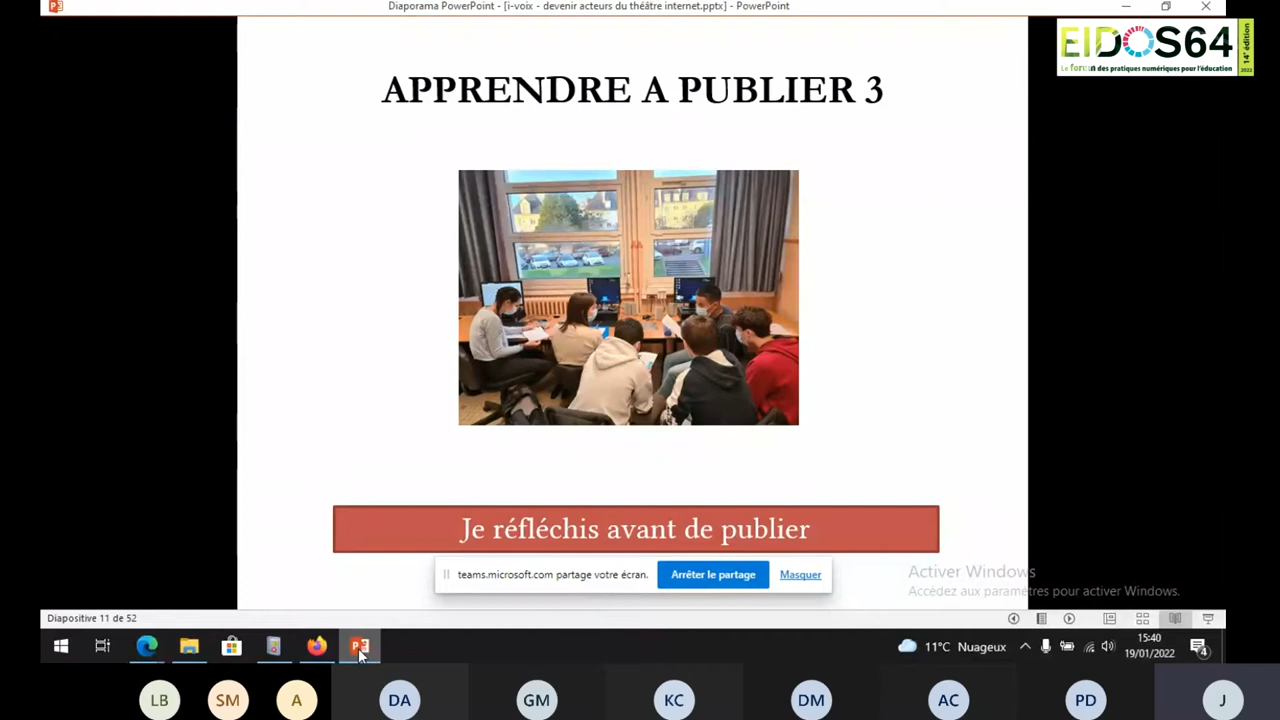 Diaporama PowerPoint - [i-voix - devenir acteurs du théâtre internet.pptx] - PowerPoint
EIDOS64
Le forum des pratiques numériques pour l'éducation
14e édition
2022
APPRENDRE A PUBLIER 3
Je réfléchis avant de publier
teams.microsoft.com partage votre écran.
Arrêter le partage
Masquer
Activer Windows
Accédez aux paramètres pour activer Windows.
Diapositive 11 de 52
11°C Nuageux
15:40
19/01/2022
4
LB SM A DA GM KC DM AC PD J